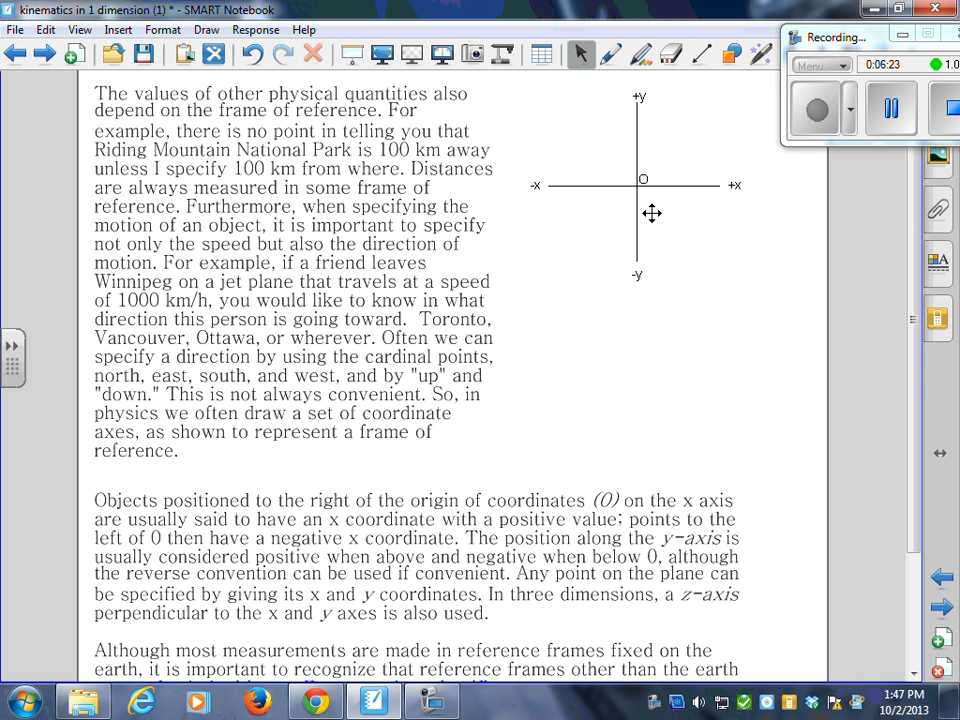 kinematics in 1 dimension (1) * - SMART Notebook
File Edit View Insert Format Draw Response Help
Recording...
Menu
0:06:23
1.0
The values of other physical quantities also
depend on the frame of reference. For
example, there is no point in telling you that
Riding Mountain National Park is 100 km away
unless I specify 100 km from where. Distances
are always measured in some frame of
reference. Furthermore, when specifying the
motion of an object, it is important to specify
not only the speed but also the direction of
motion. For example, if a friend leaves
Winnipeg on a jet plane that travels at a speed
of 1000 km/h, you would like to know in what
direction this person is going toward. Toronto,
Vancouver, Ottawa, or wherever. Often we can
specify a direction by using the cardinal points,
north, east, south, and west, and by "up" and
"down." This is not always convenient. So, in
physics we often draw a set of coordinate
axes, as shown to represent a frame of
reference.
+y
O
-x
+x
-y
Objects positioned to the right of the origin of coordinates (0) on the x axis
are usually said to have an x coordinate with a positive value; points to the
left of 0 then have a negative x coordinate. The position along the y-axis is
usually considered positive when above and negative when below 0, although
the reverse convention can be used if convenient. Any point on the plane can
be specified by giving its x and y coordinates. In three dimensions, a z-axis
perpendicular to the x and y axes is also used.
Although most measurements are made in reference frames fixed on the
earth, it is important to recognize that reference frames other than the earth
1:47 PM
10/2/2013